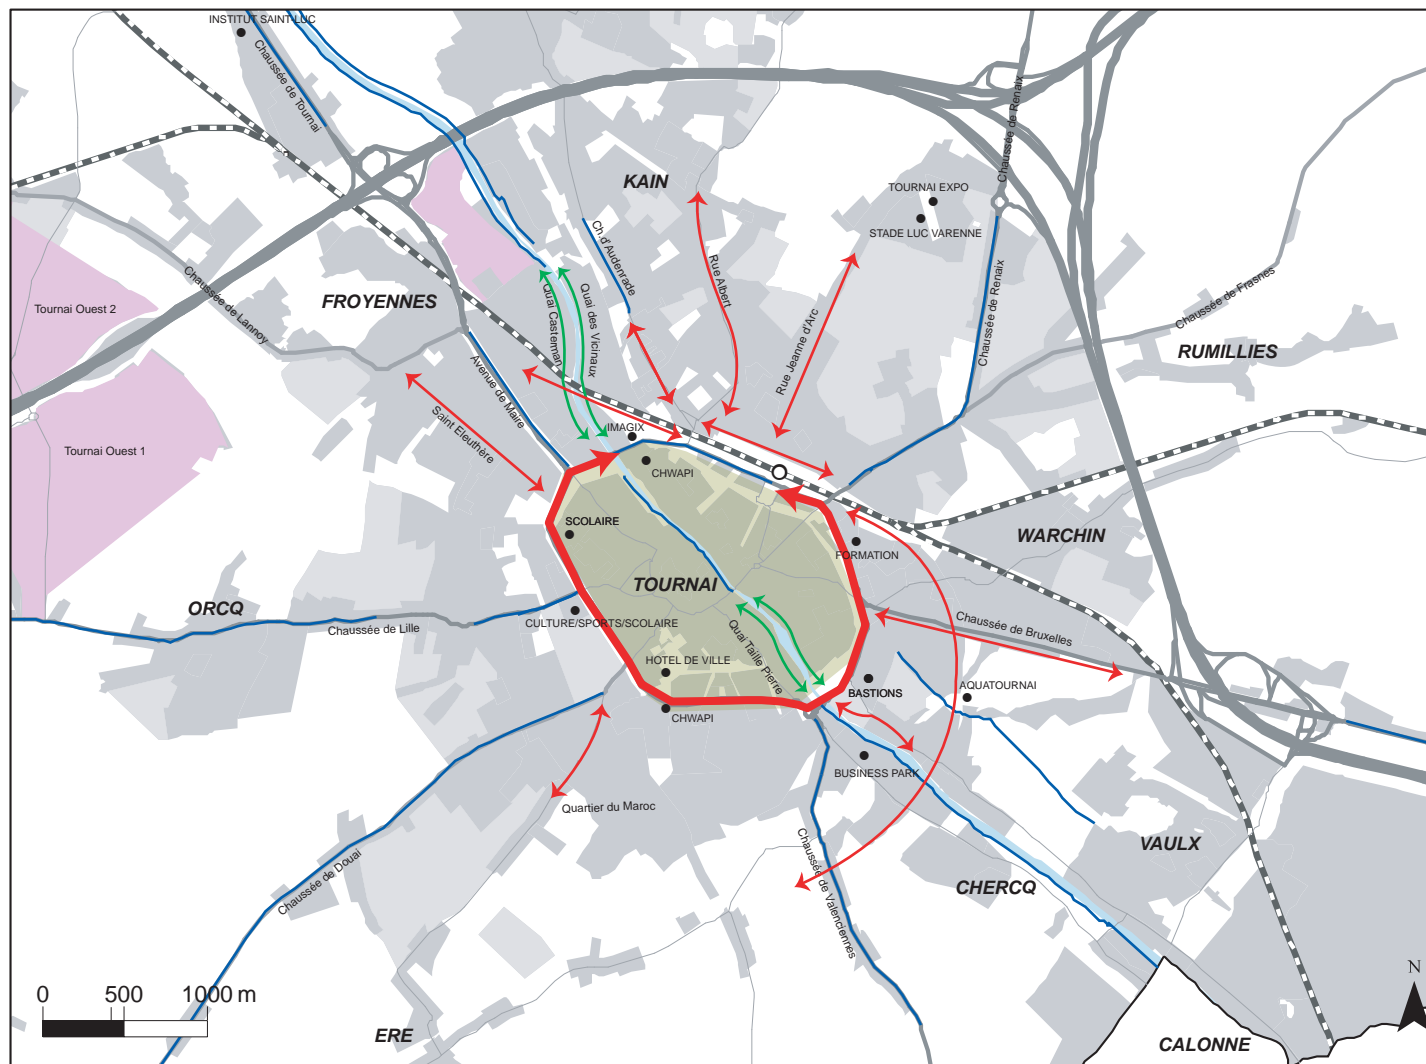 INSTITUT SAINT-LUC
Chaussée de Tournai
Chaussée de Renaix
KAIN
TOURNAI EXPO
STADE LUC VARENNE
Ch. d'Audenrade
Rue Albert
Chaussée de Renaix
Chaussée de Frasnes
Tournai Ouest 2
Chaussée de Lannoy
FROYENNES
Quai Casterman
Quai des Vicinaux
Rue Jeanne d'Arc
RUMILLIES
Avenue de Maire
Saint Eleuthère
Tournai Ouest 1
IMAGIX
CHWAPI
SCOLAIRE
FORMATION
WARCHIN
TOURNAI
ORCQ
Chaussée de Lille
CULTURE/SPORTS/SCOLAIRE
Chaussée de Bruxelles
Quai Taille Pierre
HOTEL DE VILLE
BASTIONS
AQUATOURNAI
CHWAPI
BUSINESS PARK
Quartier du Maroc
Chaussée de Douai
Chaussée de Valenciennes
VAULX
CHERCQ
N
0 500 1000 m
ERE
CALONNE